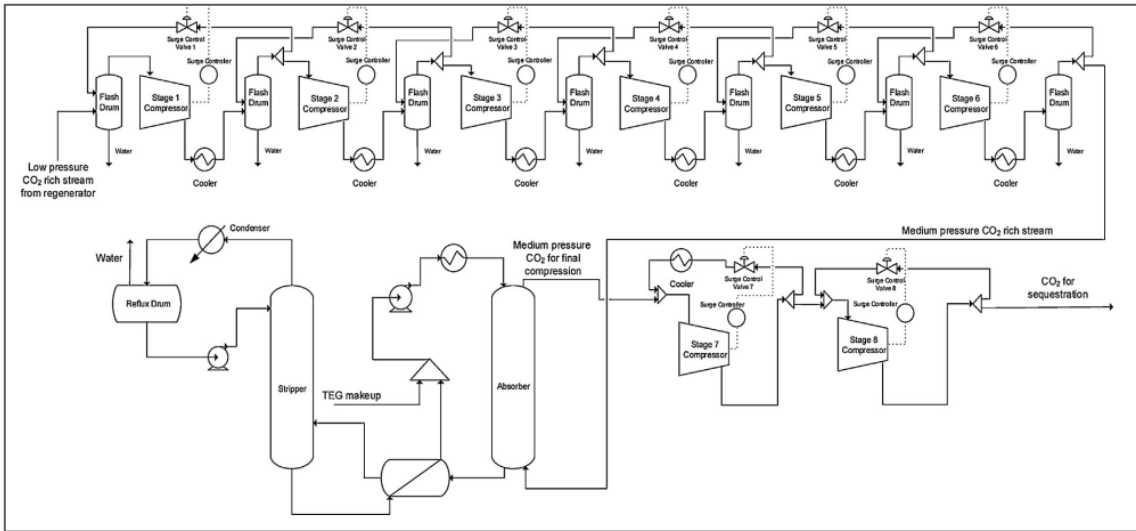 Surge Control
Valve 1
Surge Controller
Flash
Drum
Stage 1
Compressor
Water
Cooler
Low pressure
CO₂ rich stream
from regenerator
Surge Control
Valve 2
Surge Controller
Flash
Drum
Stage 2
Compressor
Water
Cooler
Surge Control
Valve 3
Surge Controller
Flash
Drum
Stage 3
Compressor
Water
Cooler
Surge Control
Valve 4
Surge Controller
Flash
Drum
Stage 4
Compressor
Water
Cooler
Surge Control
Valve 5
Surge Controller
Flash
Drum
Stage 5
Compressor
Water
Cooler
Surge Control
Valve 6
Surge Controller
Flash
Drum
Stage 6
Compressor
Water
Cooler
Flash
Drum
Water
Medium pressure CO₂ rich stream
Condenser
Water
Reflux Drum
Stripper
TEG makeup
Absorber
Medium pressure
CO₂ for final
compression
Cooler
Surge Control
Valve 7
Surge Controller
Stage 7
Compressor
Surge Control
Valve 8
Surge Controller
Stage 8
Compressor
CO₂ for
sequestration